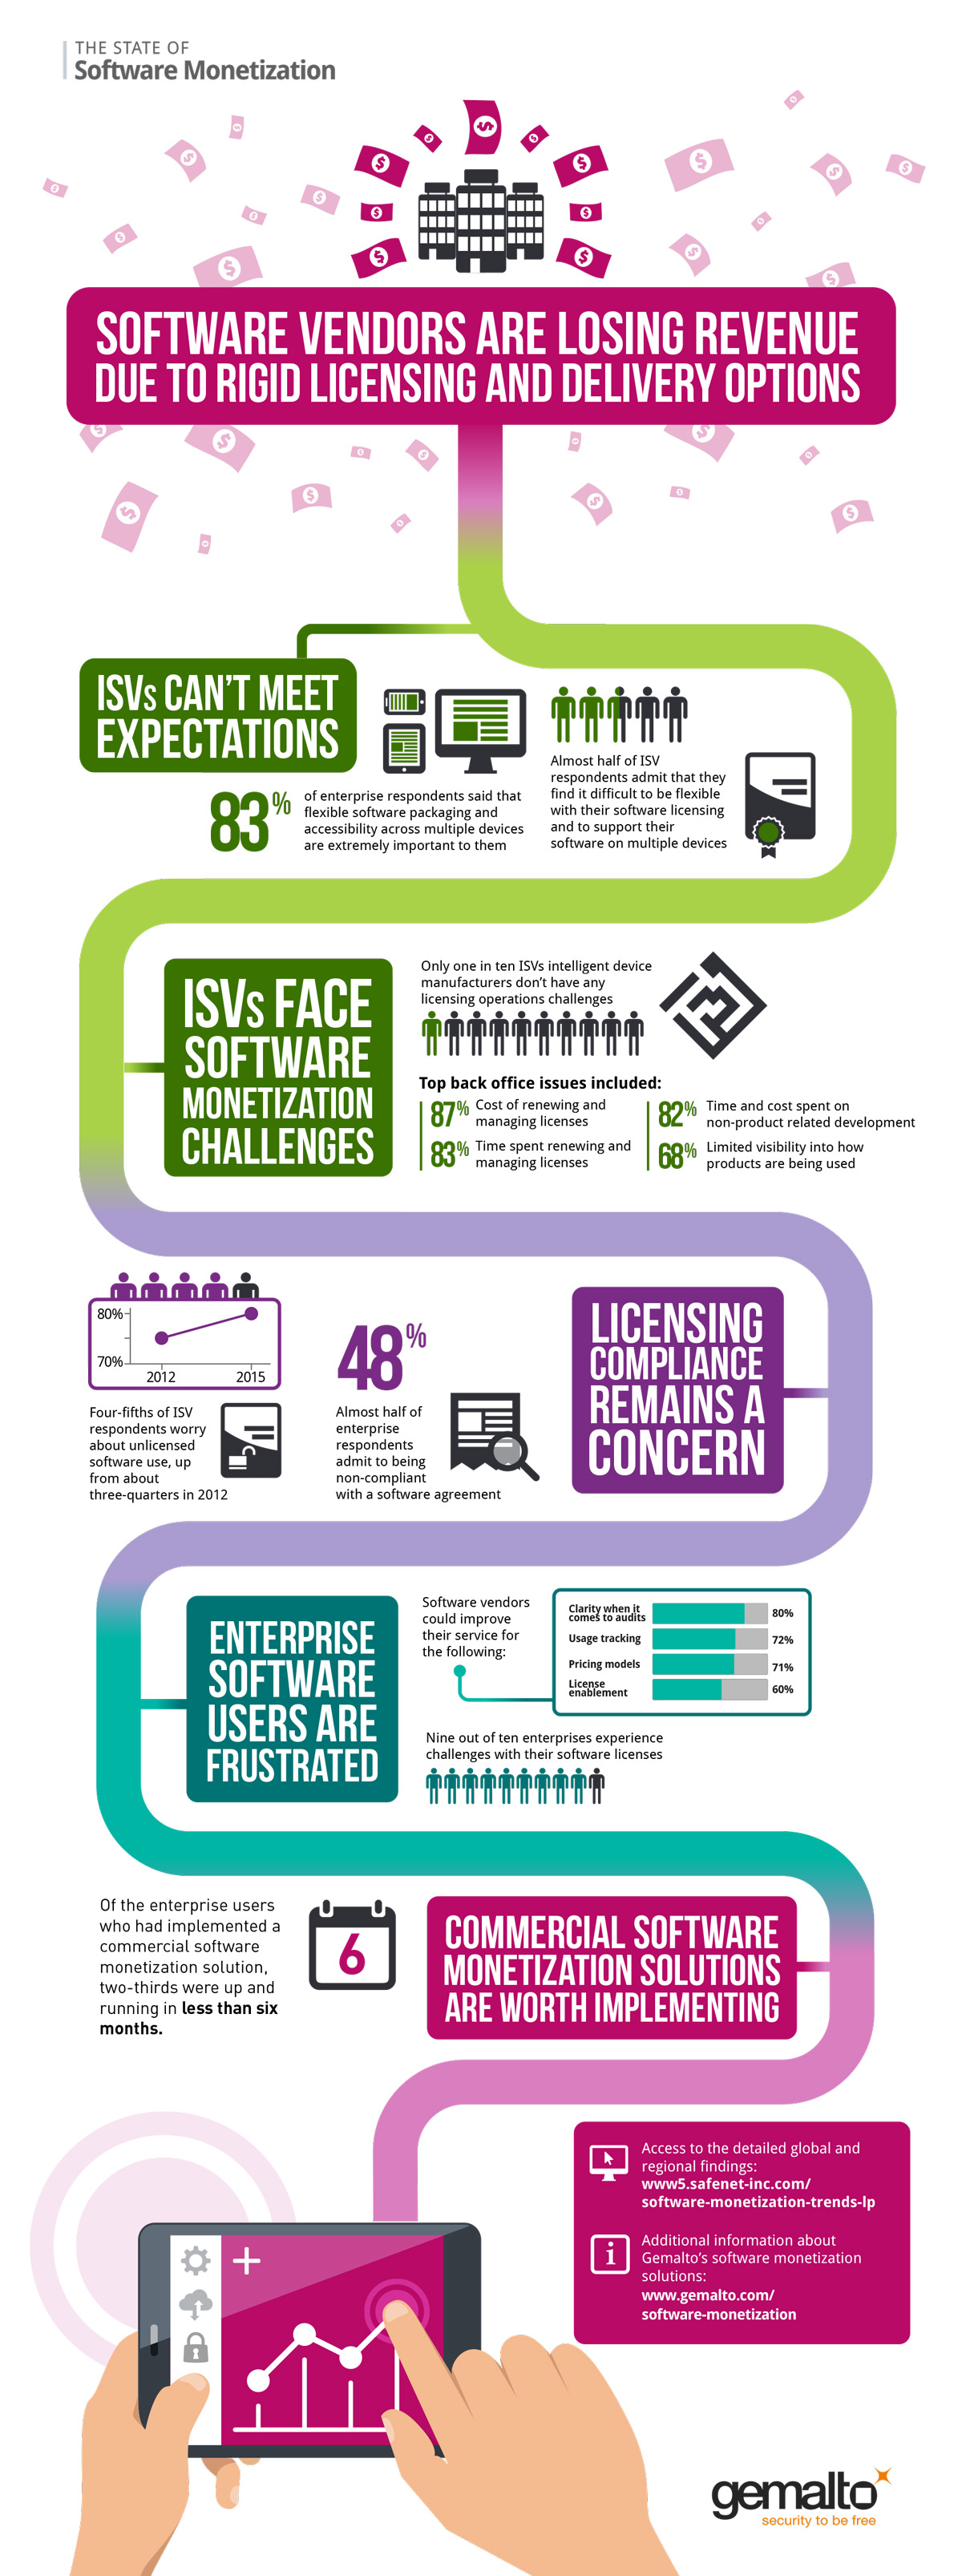 THE STATE OF
Software Monetization
SOFTWARE VENDORS ARE LOSING REVENUE
DUE TO RIGID LICENSING AND DELIVERY OPTIONS
ISVs CAN'T MEET
EXPECTATIONS
83%
of enterprise respondents said that
flexible software packaging and
accessibility across multiple devices
are extremely important to them
Almost half of ISV
respondents admit that they
find it difficult to be flexible
with their software licensing
and to support their
software on multiple devices
ISVs FACE
SOFTWARE
MONETIZATION
CHALLENGES
Only one in ten ISVs intelligent device
manufacturers don't have any
licensing operations challenges
Top back office issues included:
87% Cost of renewing and
managing licenses
83% Time spent renewing and
managing licenses
82% Time and cost spent on
non-product related development
68% Limited visibility into how
products are being used
80%
70%
2012 2015
Four-fifths of ISV
respondents worry
about unlicensed
software use, up
from about
three-quarters in 2012
48%
Almost half of
enterprise
respondents
admit to being
non-compliant
with a software agreement
LICENSING
COMPLIANCE
REMAINS A
CONCERN
ENTERPRISE
SOFTWARE
USERS ARE
FRUSTRATED
Software vendors
could improve
their service for
the following:
Clarity when it
comes to audits 80%
Usage tracking 72%
Pricing models 71%
License
enablement 60%
Nine out of ten enterprises experience
challenges with their software licenses
Of the enterprise users
who had implemented a
commercial software
monetization solution,
two-thirds were up and
running in less than six
months.
6
COMMERCIAL SOFTWARE
MONETIZATION SOLUTIONS
ARE WORTH IMPLEMENTING
Access to the detailed global and
regional findings:
www5.safenet-inc.com/
software-monetization-trends-lp
i
Additional information about
Gemalto's software monetization
solutions:
www.gemalto.com/
software-monetization
gemalto
security to be free